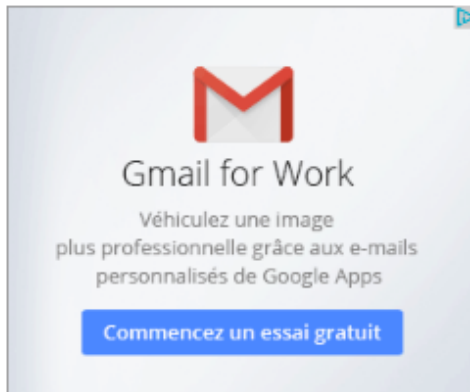 Gmail for Work
Véhiculez une image
plus professionnelle grâce aux e-mails
personnalisés de Google Apps
Commencez un essai gratuit